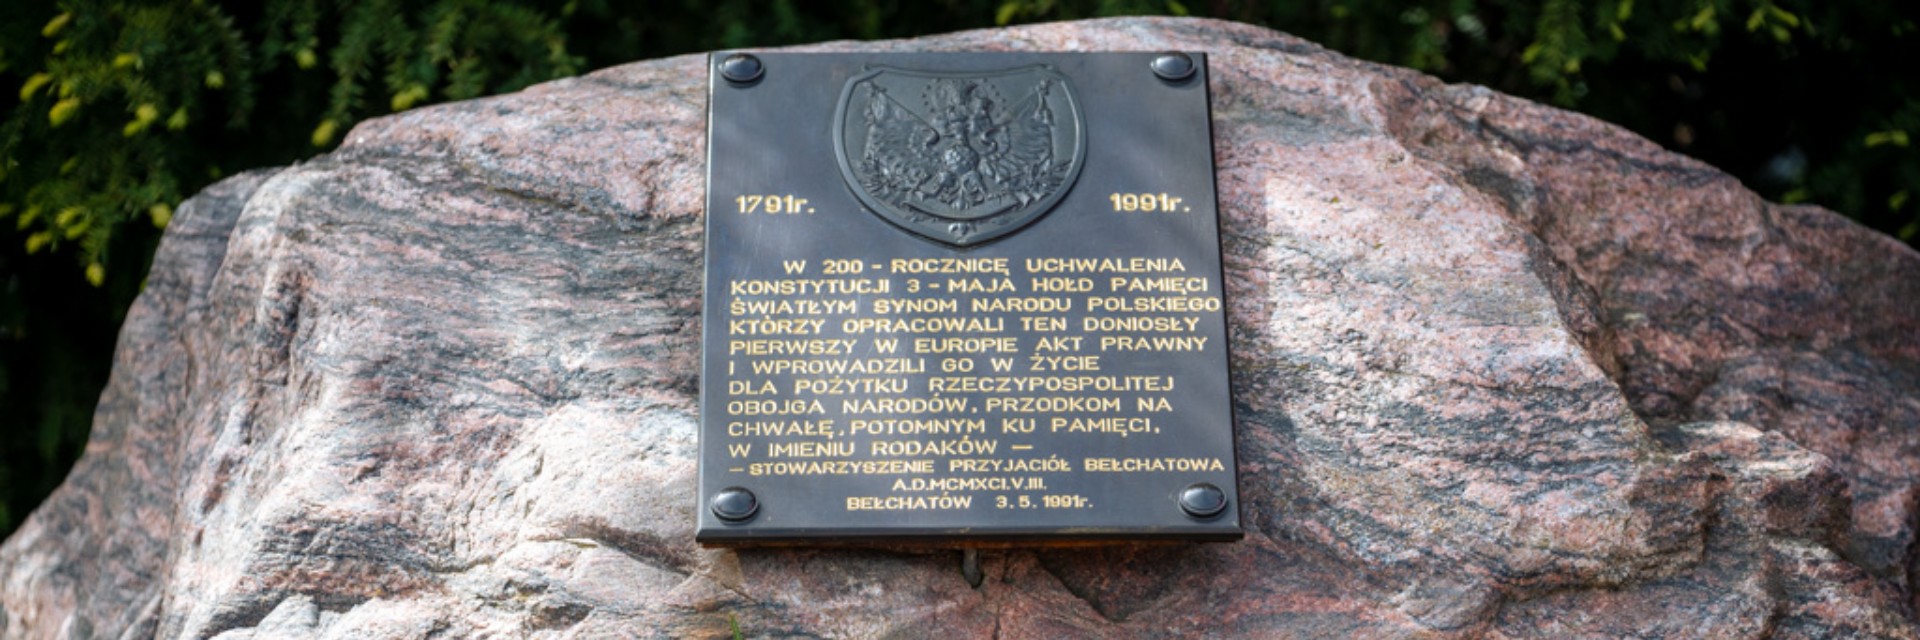 1791r. 1991r.
W 200 - ROCZNICĘ UCHWALENIA
KONSTYTUCJI 3 - MAJA HOŁD PAMIĘCI
ŚWIATŁYM SYNOM NARODU POLSKIEGO
KTÓRZY OPRACOWALI TEN DONIOSŁY
PIERWSZY W EUROPIE AKT PRAWNY
I WPROWADZILI GO W ŻYCIE
DLA POŻYTKU RZECZYPOSPOLITEJ
OBOJGA NARODÓW. PRZODKOM NA
CHWAŁĘ, POTOMNYM KU PAMIĘCI,
W IMIENIU RODAKÓW —
— STOWARZYSZENIE PRZYJACIÓŁ BEŁCHATOWA
A.D.MCMXCI.V.III.
BEŁCHATÓW 3.5.1991r.